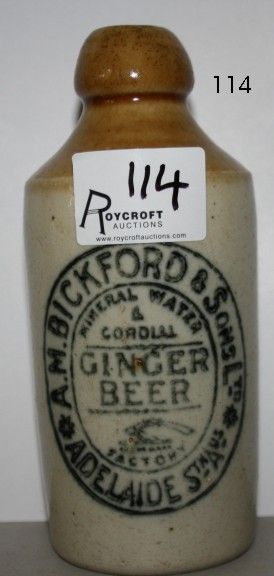 114
114
ROYCROFT
AUCTIONS
www.roycroftauctions.com
A.M. BICKFORD & SONS LTD
MINERAL WATER
&
CORDIAL
GINGER
BEER
FACTORY
ADELAIDE STH AUS